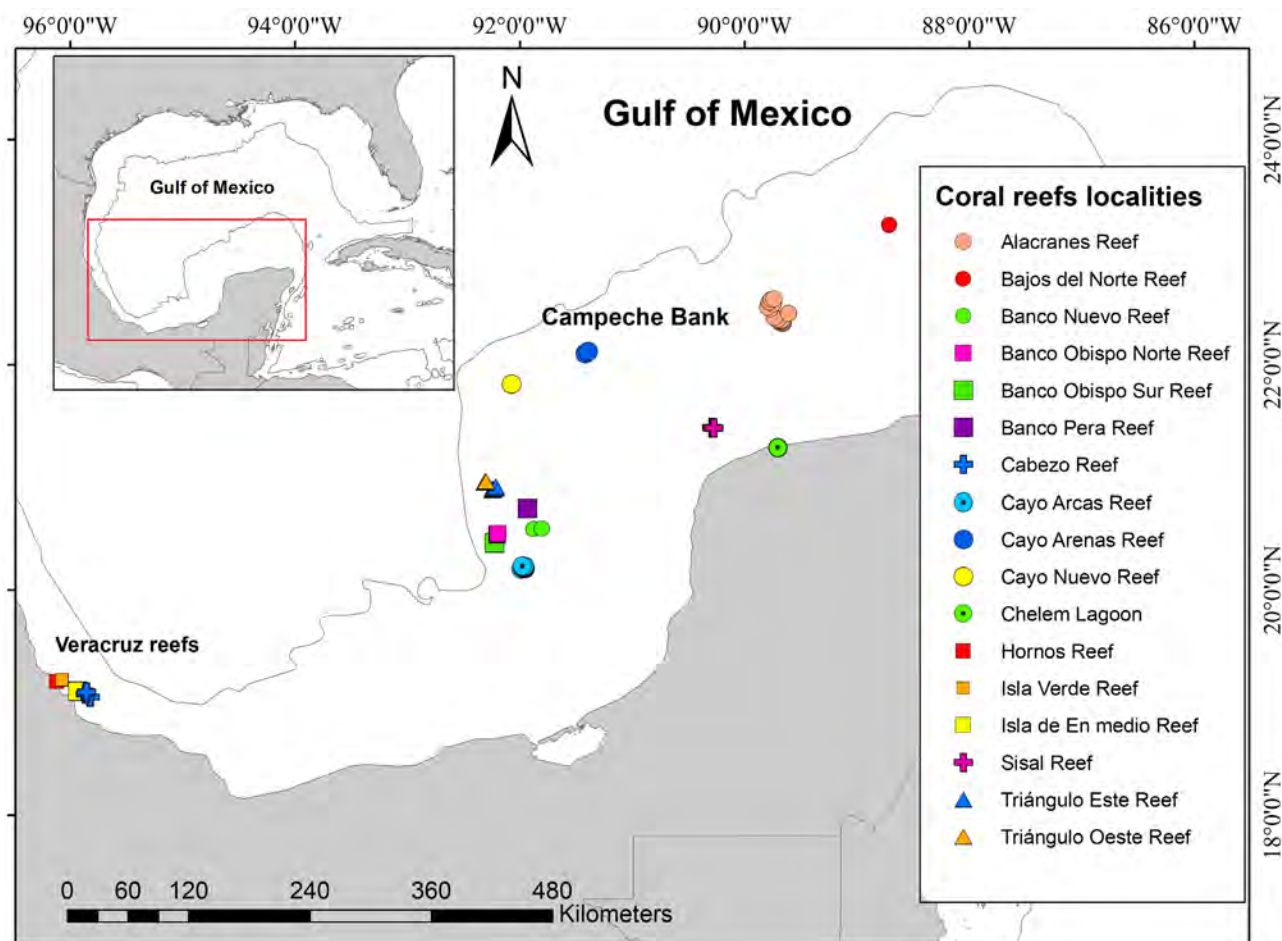 96°0'0"W 94°0'0"W 92°0'0"W 90°0'0"W 88°0'0"W 86°0'0"W
Gulf of Mexico
N
Gulf of Mexico
Campeche Bank
Veracruz reefs
Coral reefs localities
Alacranes Reef
Bajos del Norte Reef
Banco Nuevo Reef
Banco Obispo Norte Reef
Banco Obispo Sur Reef
Banco Pera Reef
Cabezo Reef
Cayo Arcas Reef
Cayo Arenas Reef
Cayo Nuevo Reef
Chelem Lagoon
Hornos Reef
Isla Verde Reef
Isla de En medio Reef
Sisal Reef
Triángulo Este Reef
Triángulo Oeste Reef
24°0'0"N
22°0'0"N
20°0'0"N
18°0'0"N
0 60 120 240 360 480
Kilometers